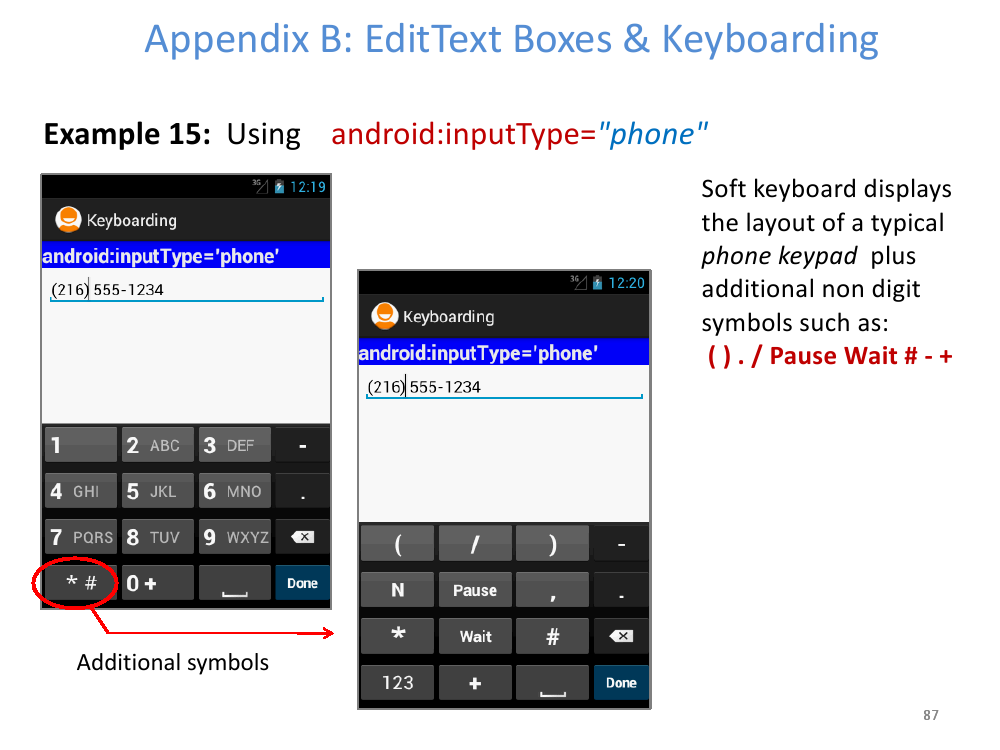 Appendix B: EditText Boxes & Keyboarding
Example 15: Using android:inputType="phone"
3G 12:19
Keyboarding
android:inputType='phone'
(216) 555-1234
1 2 ABC 3 DEF -
4 GHI 5 JKL 6 MNO .
7 PQRS 8 TUV 9 WXYZ
* # 0 + Done
Additional symbols
3G 12:20
Keyboarding
android:inputType='phone'
(216) 555-1234
( / ) -
N Pause , .
* Wait #
123 + Done
Soft keyboard displays
the layout of a typical
phone keypad plus
additional non digit
symbols such as:
( ) . / Pause Wait # - +
87